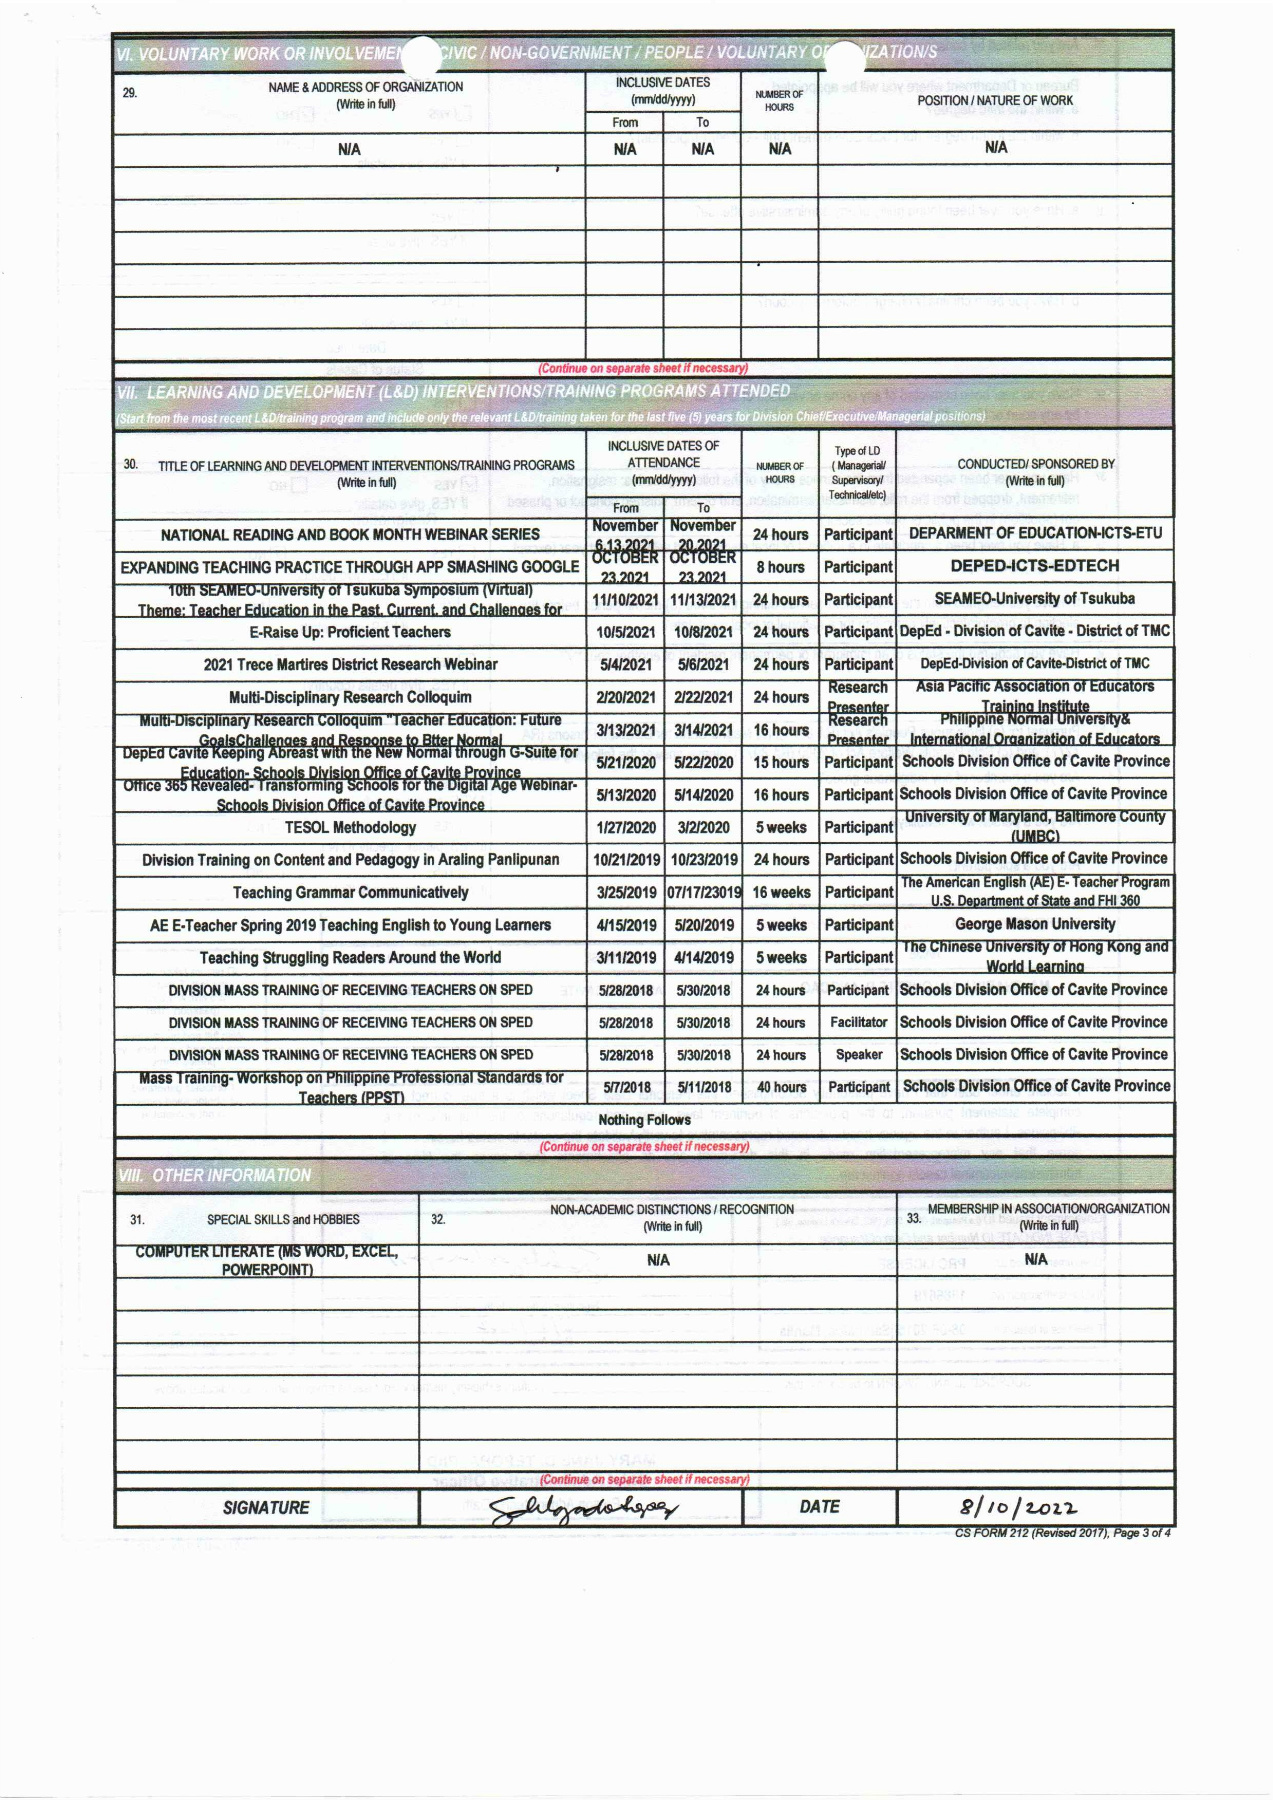 VI. VOLUNTARY WORK OR INVOLVEMEN CIVIC / NON-GOVERNMENT / PEOPLE / VOLUNTARY O IZATION/S
29. NAME & ADDRESS OF ORGANIZATION
(Write in full)
INCLUSIVE DATES
(mm/dd/yyyy)
From To
NUMBER OF
HOURS
POSITION / NATURE OF WORK
N/A N/A N/A N/A N/A
(Continue on separate sheet if necessary)
VII. LEARNING AND DEVELOPMENT (L&D) INTERVENTIONS/TRAINING PROGRAMS ATTENDED
(Start from the most recent L&D/training program and include only the relevant L&D/training taken for the last five (5) years for Division Chief/Executive/Managerial positions)
30. TITLE OF LEARNING AND DEVELOPMENT INTERVENTIONS/TRAINING PROGRAMS
(Write in full)
INCLUSIVE DATES OF
ATTENDANCE
(mm/dd/yyyy)
From To
NUMBER OF
HOURS
Type of LD
( Managerial/
Supervisory/
Technical/etc)
CONDUCTED/ SPONSORED BY
(Write in full)
NATIONAL READING AND BOOK MONTH WEBINAR SERIES November 6,13,2021 November 20,2021 24 hours Participant DEPARMENT OF EDUCATION-ICTS-ETU
EXPANDING TEACHING PRACTICE THROUGH APP SMASHING GOOGLE OCTOBER 23,2021 OCTOBER 23,2021 8 hours Participant DEPED-ICTS-EDTECH
10th SEAMEO-University of Tsukuba Symposium (Virtual)
Theme: Teacher Education in the Past, Current, and Challenges for 11/10/2021 11/13/2021 24 hours Participant SEAMEO-University of Tsukuba
E-Raise Up: Proficient Teachers 10/5/2021 10/8/2021 24 hours Participant DepEd - Division of Cavite - District of TMC
2021 Trece Martires District Research Webinar 5/4/2021 5/6/2021 24 hours Participant DepEd-Division of Cavite-District of TMC
Multi-Disciplinary Research Colloquim 2/20/2021 2/22/2021 24 hours Research Presenter Asia Pacific Association of Educators Training Institute
Multi-Disciplinary Research Colloquim "Teacher Education: Future
GoalsChallenges and Response to Btter Normal 3/13/2021 3/14/2021 16 hours Research Presenter Philippine Normal University& International Organization of Educators
DepEd Cavite Keeping Abreast with the New Normal through G-Suite for
Education- Schools Division Office of Cavite Province 5/21/2020 5/22/2020 15 hours Participant Schools Division Office of Cavite Province
Office 365 Revealed- Transforming Schools for the Digital Age Webinar-
Schools Division Office of Cavite Province 5/13/2020 5/14/2020 16 hours Participant Schools Division Office of Cavite Province
TESOL Methodology 1/27/2020 3/2/2020 5 weeks Participant University of Maryland, Baltimore County (UMBC)
Division Training on Content and Pedagogy in Araling Panlipunan 10/21/2019 10/23/2019 24 hours Participant Schools Division Office of Cavite Province
Teaching Grammar Communicatively 3/25/2019 07/17/23019 16 weeks Participant The American English (AE) E- Teacher Program U.S. Department of State and FHI 360
AE E-Teacher Spring 2019 Teaching English to Young Learners 4/15/2019 5/20/2019 5 weeks Participant George Mason University
Teaching Struggling Readers Around the World 3/11/2019 4/14/2019 5 weeks Participant The Chinese University of Hong Kong and World Learning
DIVISION MASS TRAINING OF RECEIVING TEACHERS ON SPED 5/28/2018 5/30/2018 24 hours Participant Schools Division Office of Cavite Province
DIVISION MASS TRAINING OF RECEIVING TEACHERS ON SPED 5/28/2018 5/30/2018 24 hours Facilitator Schools Division Office of Cavite Province
DIVISION MASS TRAINING OF RECEIVING TEACHERS ON SPED 5/28/2018 5/30/2018 24 hours Speaker Schools Division Office of Cavite Province
Mass Training- Workshop on Philippine Professional Standards for
Teachers (PPST) 5/7/2018 5/11/2018 40 hours Participant Schools Division Office of Cavite Province
Nothing Follows
(Continue on separate sheet if necessary)
VIII. OTHER INFORMATION
31. SPECIAL SKILLS and HOBBIES
32. NON-ACADEMIC DISTINCTIONS / RECOGNITION
(Write in full)
33. MEMBERSHIP IN ASSOCIATION/ORGANIZATION
(Write in full)
COMPUTER LITERATE (MS WORD, EXCEL,
POWERPOINT) N/A N/A
(Continue on separate sheet if necessary)
SIGNATURE DATE 8/10/2022
CS FORM 212 (Revised 2017), Page 3 of 4